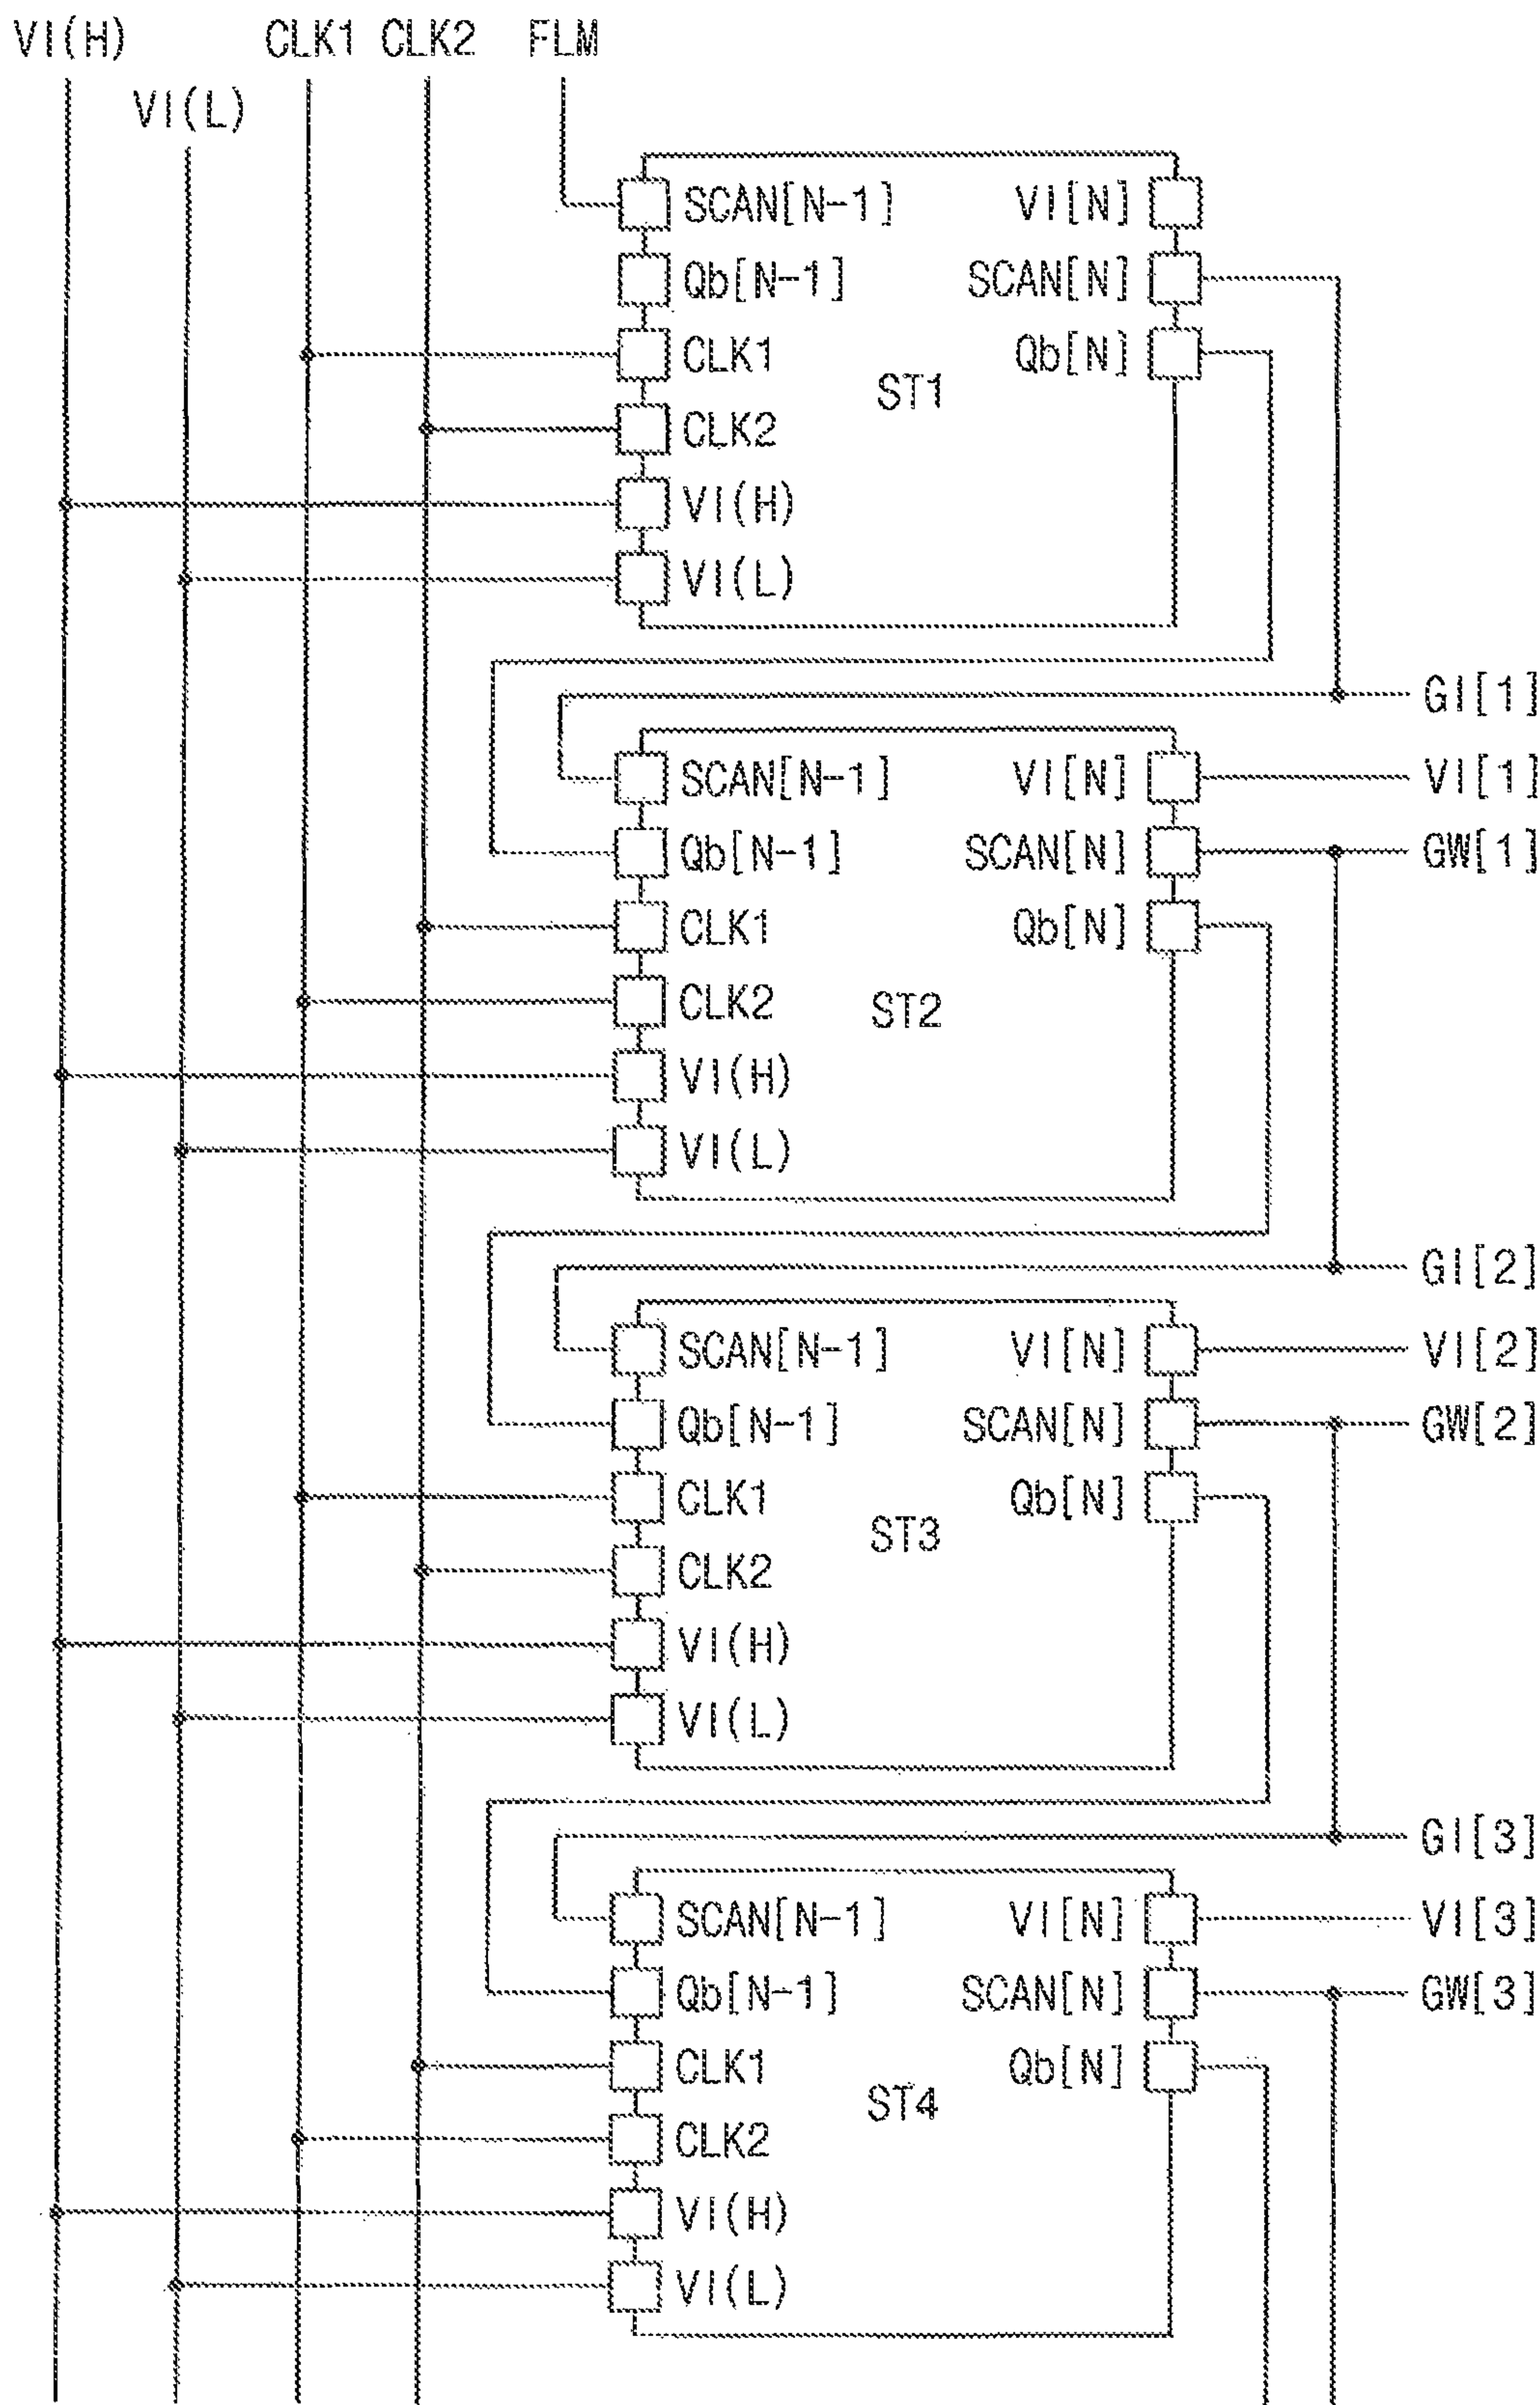 VI(H) CLK1 CLK2 FLM
VI(L)
SCAN[N-1] VI[N]
Qb[N-1] SCAN[N]
CLK1 Qb[N]
ST1
CLK2
VI(H)
VI(L)
GI[1]
SCAN[N-1] VI[N] VI[1]
Qb[N-1] SCAN[N] GW[1]
CLK1 Qb[N]
CLK2 ST2
VI(H)
VI(L)
GI[2]
SCAN[N-1] VI[N] VI[2]
Qb[N-1] SCAN[N] GW[2]
CLK1 Qb[N]
ST3
CLK2
VI(H)
VI(L)
GI[3]
SCAN[N-1] VI[N] VI[3]
Qb[N-1] SCAN[N] GW[3]
CLK1 Qb[N]
ST4
CLK2
VI(H)
VI(L)